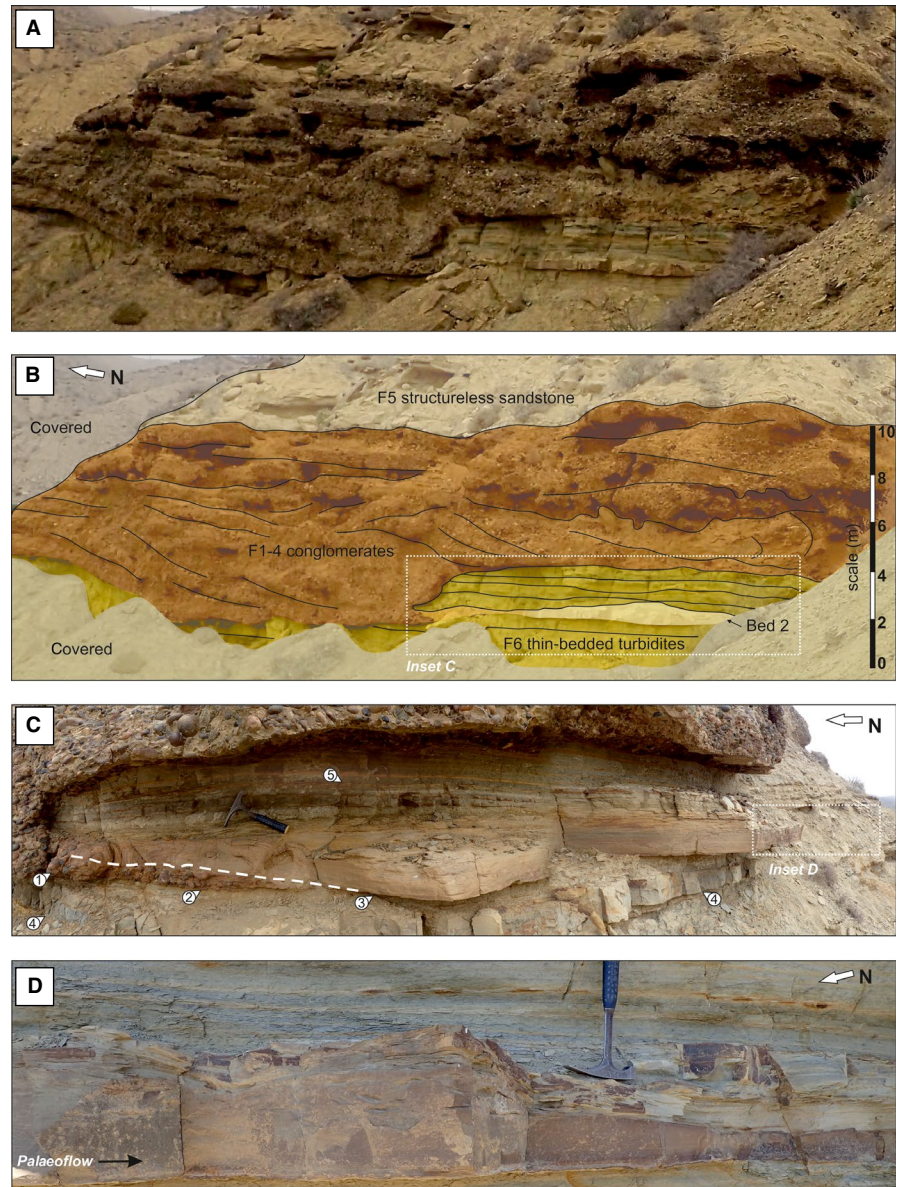 A
B
N
F5 structureless sandstone
Covered
10
8
F1-4 conglomerates
6
scale (m)
4
Bed 2
2
Covered
F6 thin-bedded turbidites
0
Inset C
C
N
5
Inset D
1
2
3
4
4
D
N
Palaeoflow